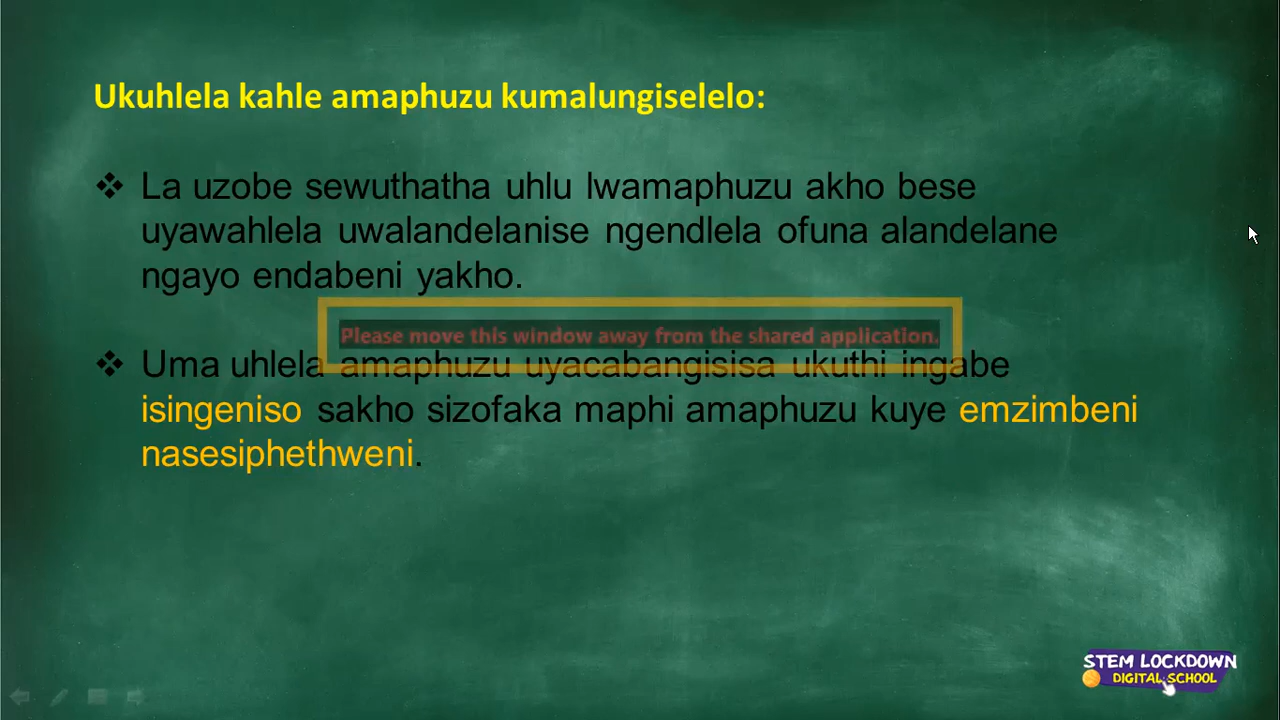 Ukuhlela kahle amaphuzu kumalungiselelo:
❖ La uzobe sewuthatha uhlu lwamaphuzu akho bese
uyawahlela uwalandelanise ngendlela ofuna alandelane
ngayo endabeni yakho.
Please move this window away from the shared application.
❖ Uma uhlela amaphuzu uyacabangisisa ukuthi ingabe
isingeniso sakho sizofaka maphi amaphuzu kuye emzimbeni
nasesiphethweni.
STEM LOCKDOWN
DIGITAL SCHOOL